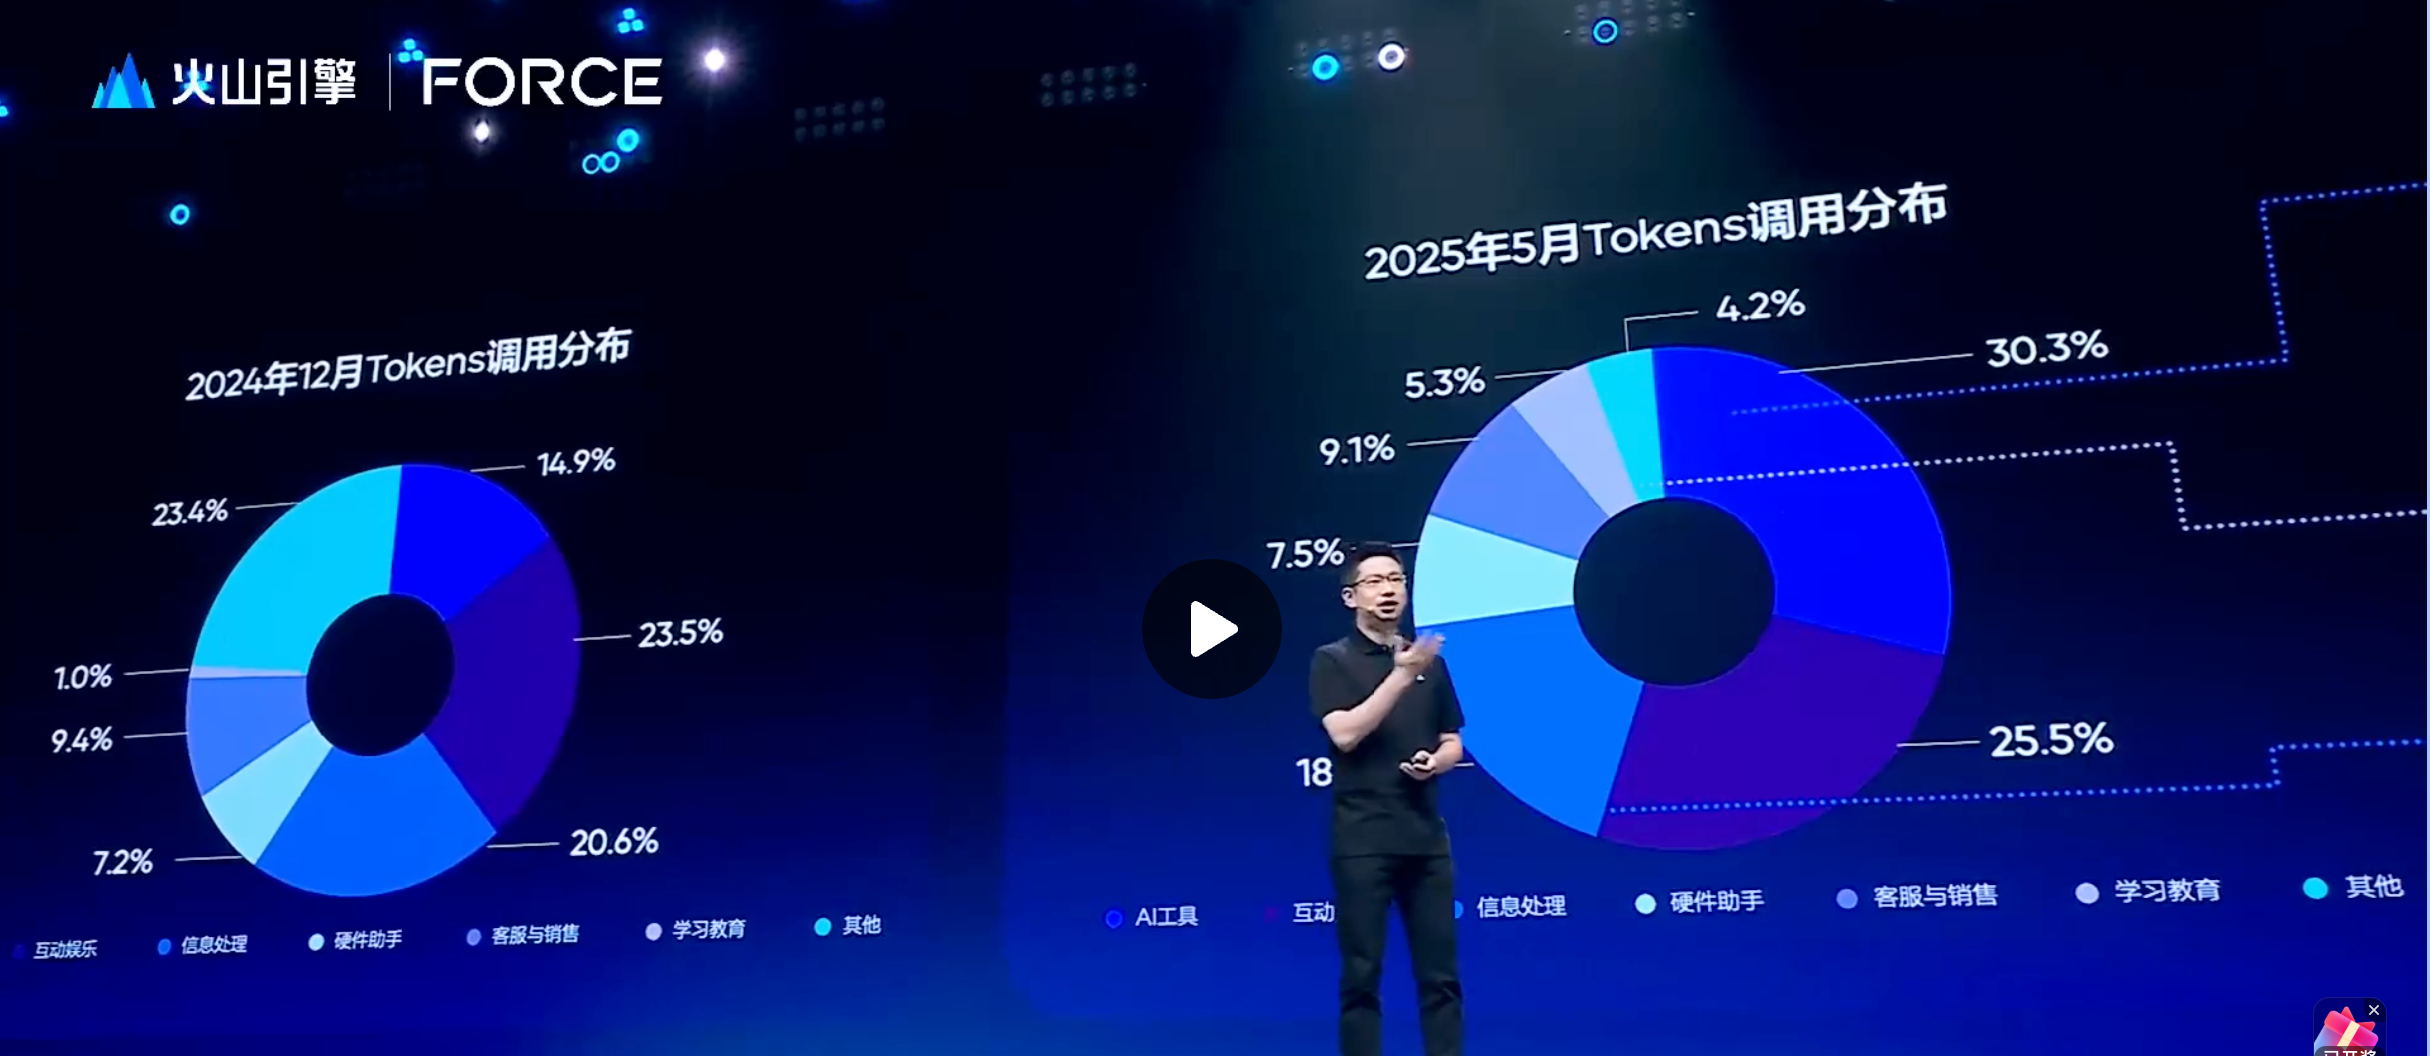 火山引擎 | FORCE
2024年12月Tokens调用分布
14.9%
23.4%
23.5%
1.0%
9.4%
7.2%
20.6%
互动娱乐 信息处理 硬件助手 客服与销售 学习教育 其他
2025年5月Tokens调用分布
4.2%
30.3%
5.3%
9.1%
7.5%
25.5%
18
AI工具 互动 信息处理 硬件助手 客服与销售 学习教育 其他